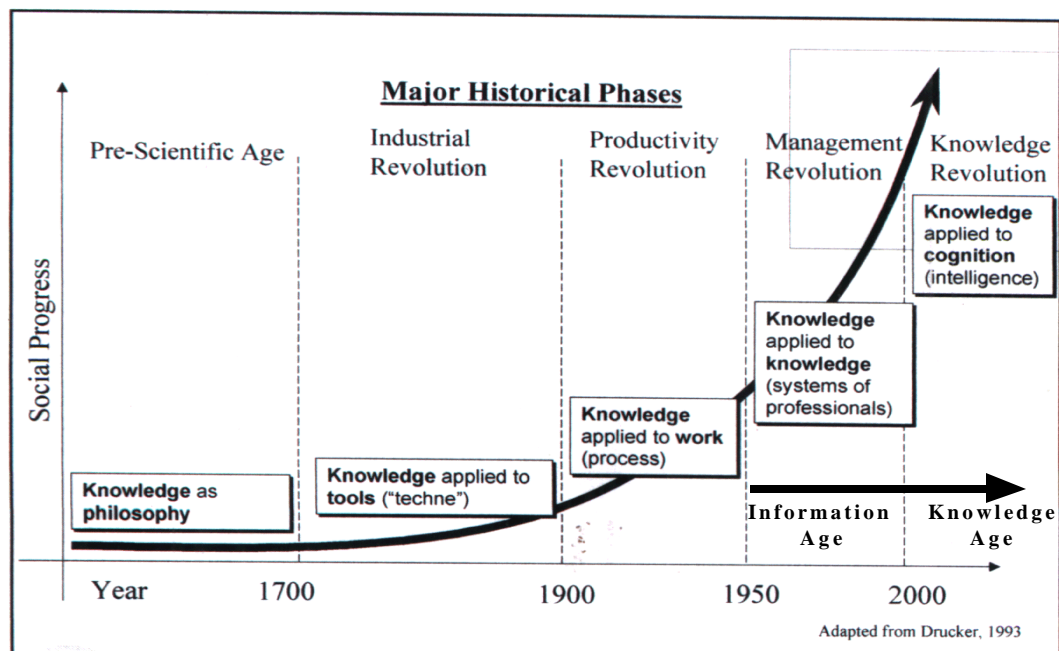 Major Historical Phases
Pre-Scientific Age
Industrial
Revolution
Productivity
Revolution
Management
Revolution
Knowledge
Revolution
Social Progress
Knowledge as
philosophy
Knowledge applied to
tools ("techne")
Knowledge
applied to work
(process)
Knowledge
applied to
knowledge
(systems of
professionals)
Knowledge
applied to
cognition
(intelligence)
Information
Age
Knowledge
Age
Year
1700
1900
1950
2000
Adapted from Drucker, 1993